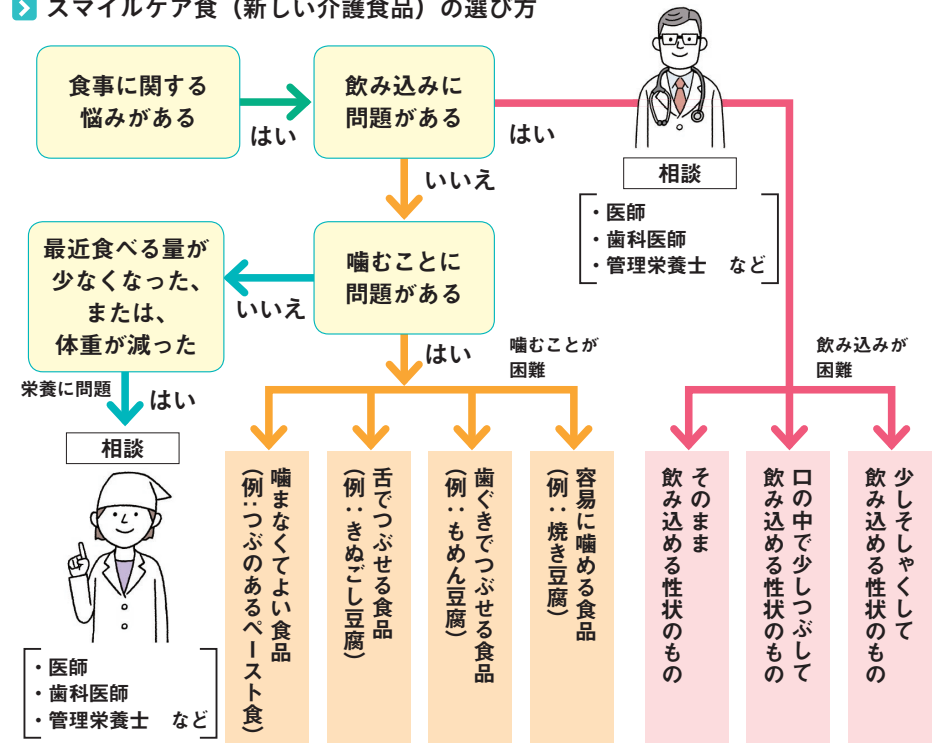 スマイルケア食（新しい介護食品）の選び方
食事に関する
悩みがある
はい
飲み込みに
問題がある
はい
相談
・医師
・歯科医師
・管理栄養士　など
いいえ
噛むことに
問題がある
いいえ
最近食べる量が
少なくなった、
または、
体重が減った
栄養に問題
はい
相談
・医師
・歯科医師
・管理栄養士　など
はい
噛むことが
困難
噛まなくてよい食品
（例：つぶのあるペースト食）
舌でつぶせる食品
（例：きぬごし豆腐）
歯ぐきでつぶせる食品
（例：もめん豆腐）
容易に噛める食品
（例：焼き豆腐）
飲み込みが
困難
そのまま
飲み込める性状のもの
口の中で少しつぶして
飲み込める性状のもの
少しそしゃくして
飲み込める性状のもの